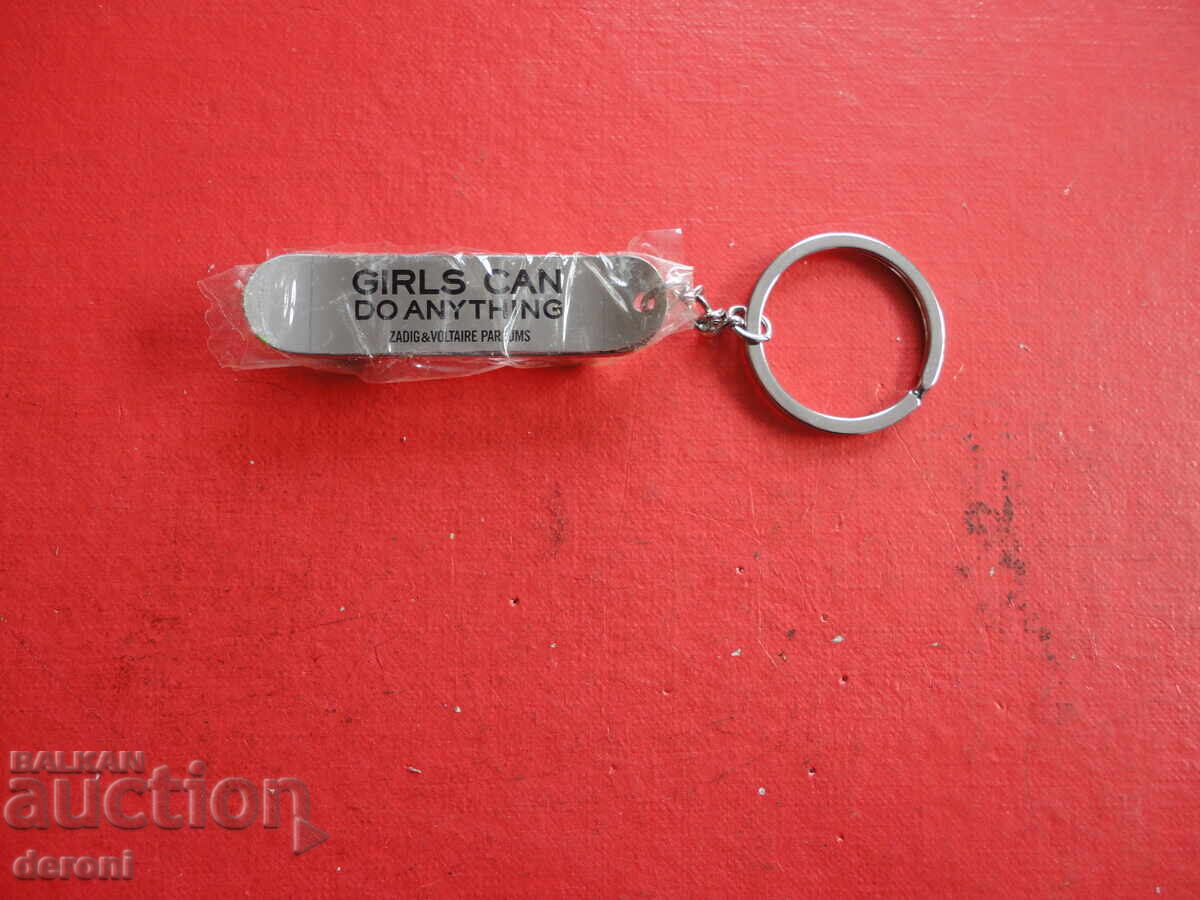 GIRLS CAN
DO ANYTHING
ZADIG&VOLTAIRE PARFUMS
BALKAN
auction
deroni